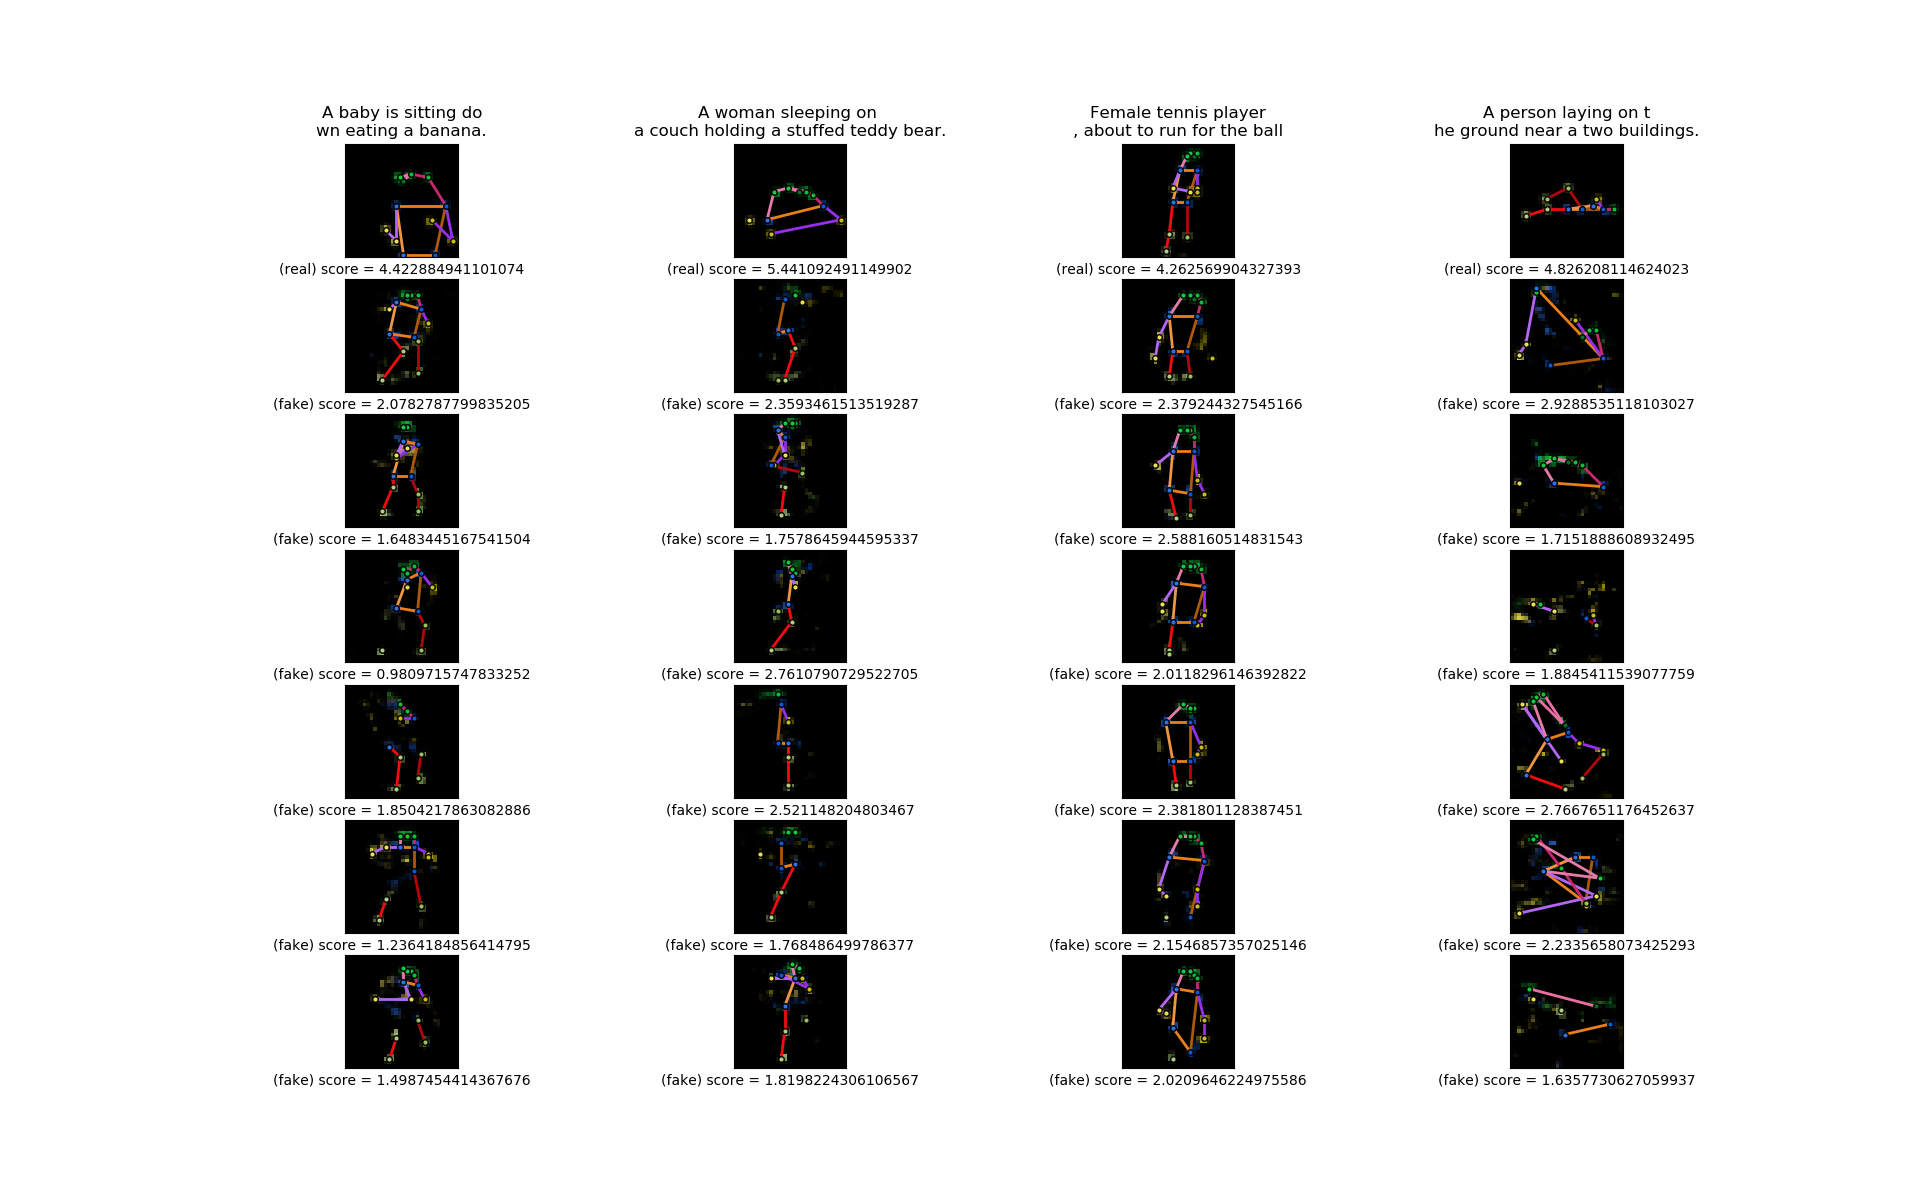 A baby is sitting do
wn eating a banana.
A woman sleeping on
a couch holding a stuffed teddy bear.
Female tennis player
, about to run for the ball
A person laying on t
he ground near a two buildings.
(real) score = 4.422884941101074
(real) score = 5.441092491149902
(real) score = 4.262569904327393
(real) score = 4.826208114624023
(fake) score = 2.0782787799835205
(fake) score = 2.3593461513519287
(fake) score = 2.379244327545166
(fake) score = 2.9288535118103027
(fake) score = 1.6483445167541504
(fake) score = 1.7578645944595337
(fake) score = 2.588160514831543
(fake) score = 1.7151888608932495
(fake) score = 0.9809715747833252
(fake) score = 2.7610790729522705
(fake) score = 2.0118296146392822
(fake) score = 1.8845411539077759
(fake) score = 1.8504217863082886
(fake) score = 2.521148204803467
(fake) score = 2.381801128387451
(fake) score = 2.7667651176452637
(fake) score = 1.2364184856414795
(fake) score = 1.768486499786377
(fake) score = 2.1546857357025146
(fake) score = 2.2335658073425293
(fake) score = 1.4987454414367676
(fake) score = 1.8198224306106567
(fake) score = 2.0209646224975586
(fake) score = 1.6357730627059937